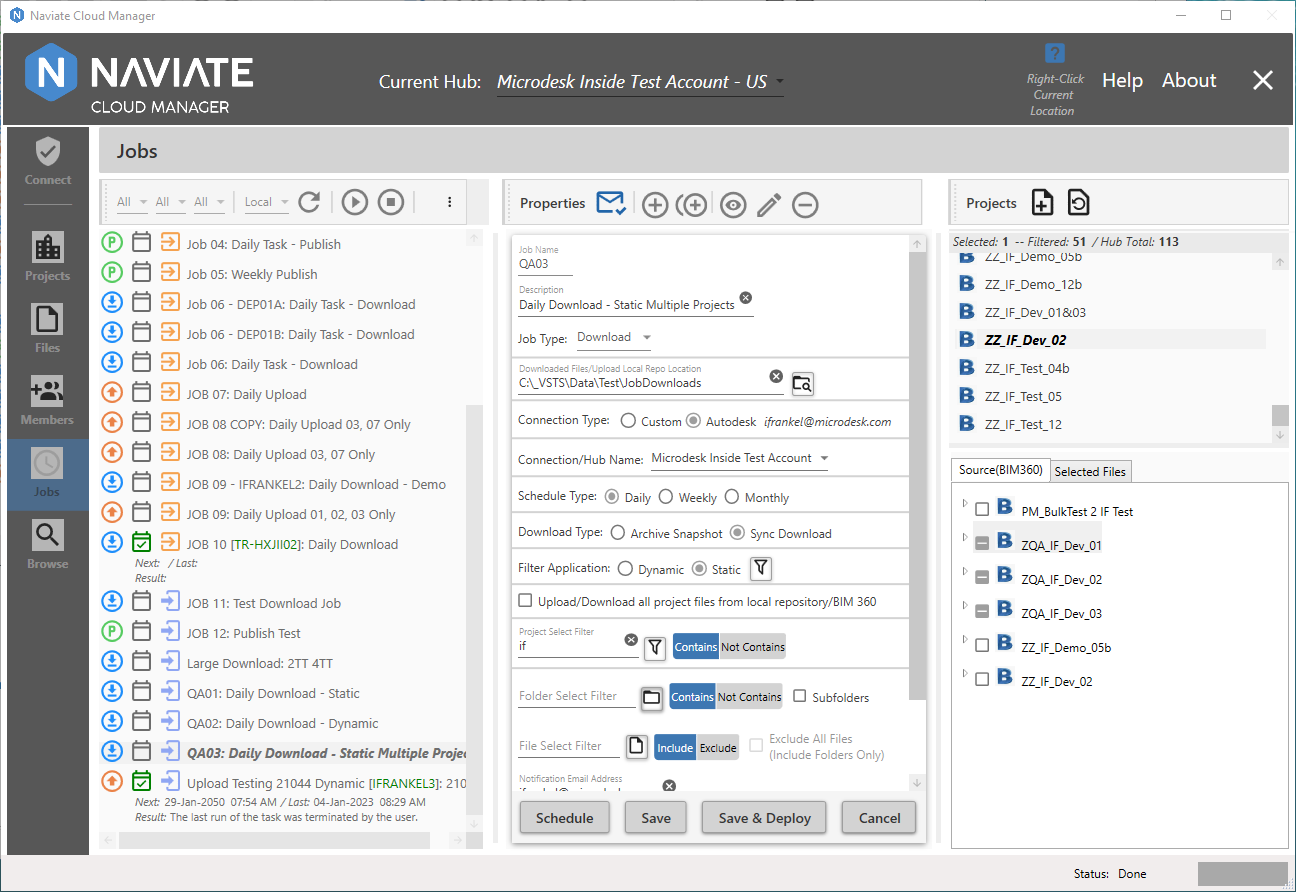 Naviate Cloud Manager
NAVIATE
CLOUD MANAGER
Current Hub: Microdesk Inside Test Account - US
?
Right-Click
Current
Location
Help About
Connect
Projects
Files
Members
Jobs
Browse
Jobs
All All All Local
P Job 04: Daily Task - Publish
P Job 05: Weekly Publish
Job 06 - DEP01A: Daily Task - Download
Job 06 - DEP01B: Daily Task - Download
Job 06: Daily Task - Download
JOB 07: Daily Upload
JOB 08 COPY: Daily Upload 03, 07 Only
JOB 08: Daily Upload 03, 07 Only
JOB 09 - IFRANKEL2: Daily Download - Demo
JOB 09: Daily Upload 01, 02, 03 Only
JOB 10 [TR-HXJII02]: Daily Download
Next: / Last:
Result:
JOB 11: Test Download Job
P JOB 12: Publish Test
Large Download: 2TT 4TT
QA01: Daily Download - Static
QA02: Daily Download - Dynamic
QA03: Daily Download - Static Multiple Projec
Upload Testing 21044 Dynamic [IFRANKEL3]: 210
Next: 29-Jan-2050 07:54 AM / Last: 04-Jan-2023 08:29 AM
Result: The last run of the task was terminated by the user.
Properties
Job Name
QA03
Description
Daily Download - Static Multiple Projects
Job Type: Download
Downloaded Files/Upload Local Repo Location
C:\_VSTS\Data\Test\JobDownloads
Connection Type: Custom Autodesk ifrankel@microdesk.com
Connection/Hub Name: Microdesk Inside Test Account
Schedule Type: Daily Weekly Monthly
Download Type: Archive Snapshot Sync Download
Filter Application: Dynamic Static
Upload/Download all project files from local repository/BIM 360
Project Select Filter
if
Contains Not Contains
Folder Select Filter Contains Not Contains Subfolders
File Select Filter Include Exclude Exclude All Files
(Include Folders Only)
Notification Email Address
Schedule Save Save & Deploy Cancel
Projects
Selected: 1 -- Filtered: 51 / Hub Total: 113
B ZZ_IF_Demo_05b
B ZZ_IF_Demo_12b
B ZZ_IF_Dev_01&03
B ZZ_IF_Dev_02
B ZZ_IF_Test_04b
B ZZ_IF_Test_05
B ZZ_IF_Test_12
Source(BIM360) Selected Files
B PM_BulkTest 2 IF Test
B ZQA_IF_Dev_01
B ZQA_IF_Dev_02
B ZQA_IF_Dev_03
B ZZ_IF_Demo_05b
B ZZ_IF_Dev_02
Status: Done